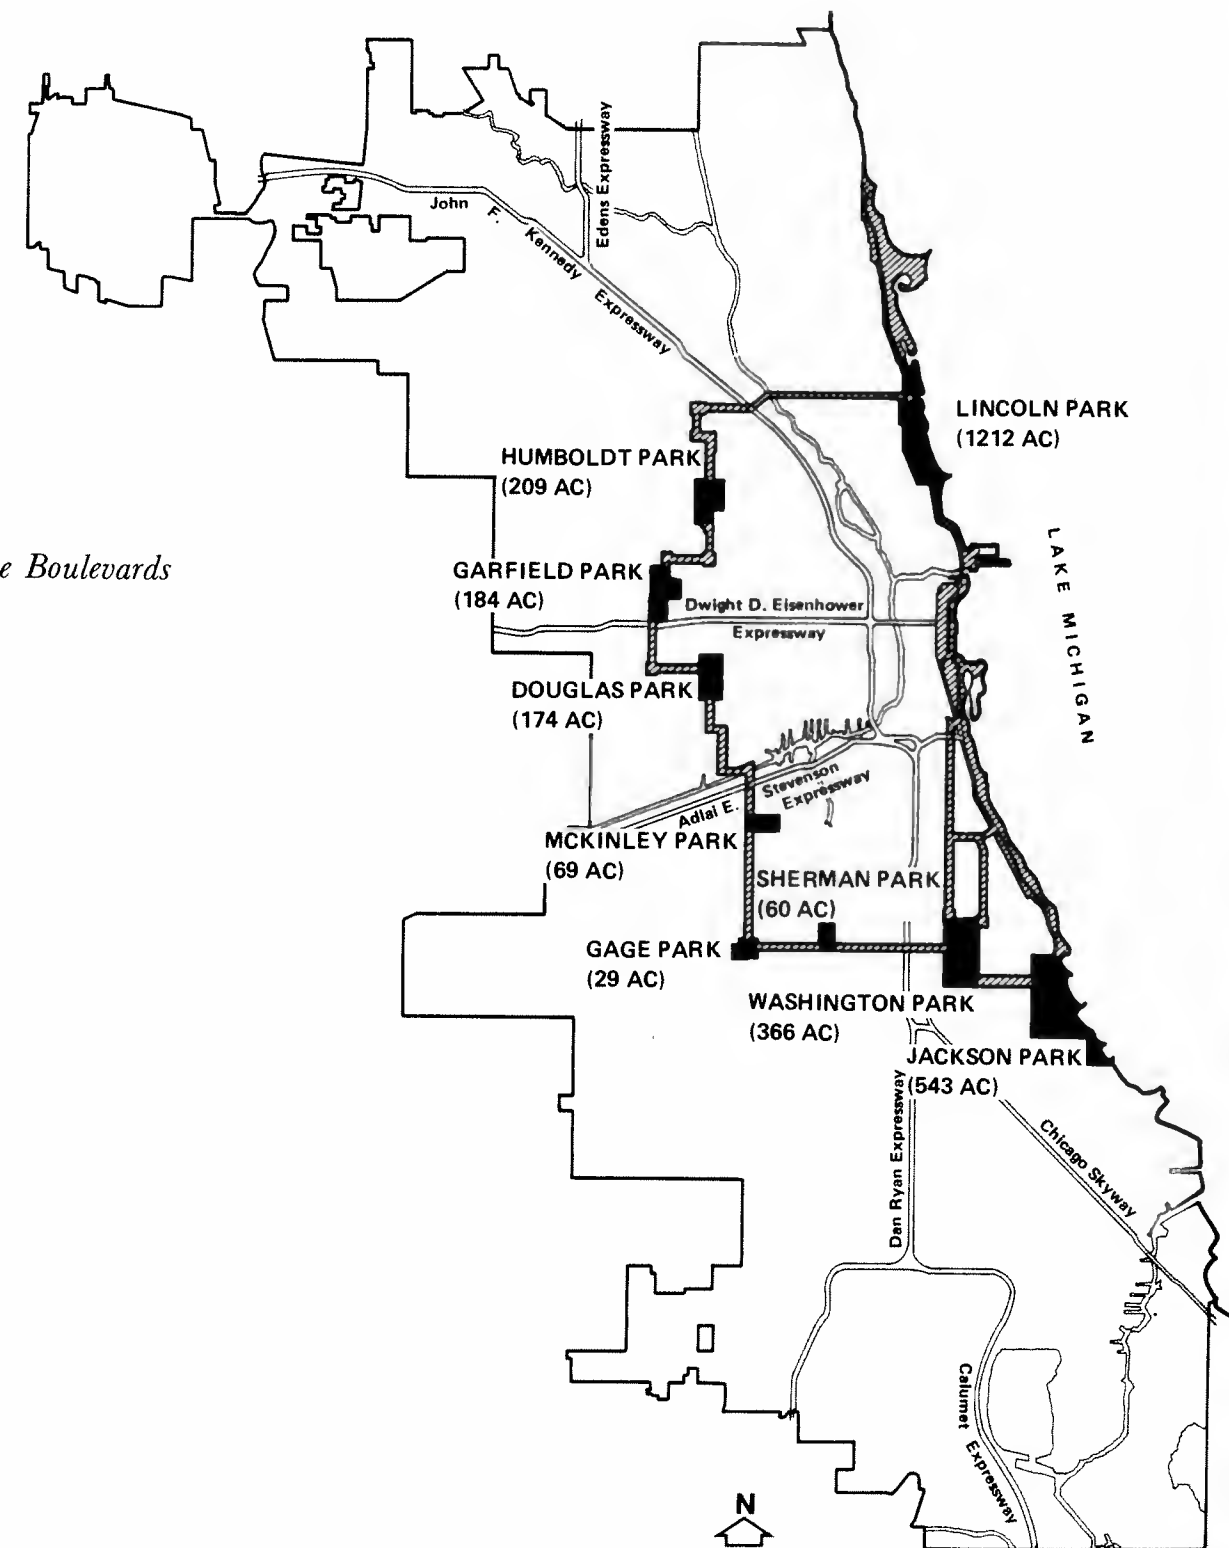 Edens Expressway
John F. Kennedy Expressway
LINCOLN PARK
(1212 AC)
HUMBOLDT PARK
(209 AC)
LAKE MICHIGAN
e Boulevards
GARFIELD PARK
(184 AC)
Dwight D. Eisenhower
Expressway
DOUGLAS PARK
(174 AC)
Adlai E. Stevenson
Expressway
MCKINLEY PARK
(69 AC)
SHERMAN PARK
(60 AC)
GAGE PARK
(29 AC)
WASHINGTON PARK
(366 AC)
JACKSON PARK
(543 AC)
Dan Ryan Expressway
Chicago Skyway
Calumet Expressway
N